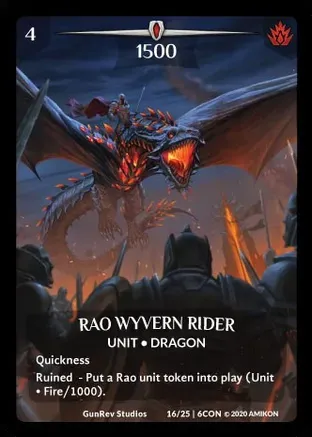 4
1500
RAO WYVERN RIDER
UNIT • DRAGON
Quickness
Ruined - Put a Rao unit token into play (Unit
• Fire/1000).
GunRev Studios 16/25 | 6CON © 2020 AMIKON